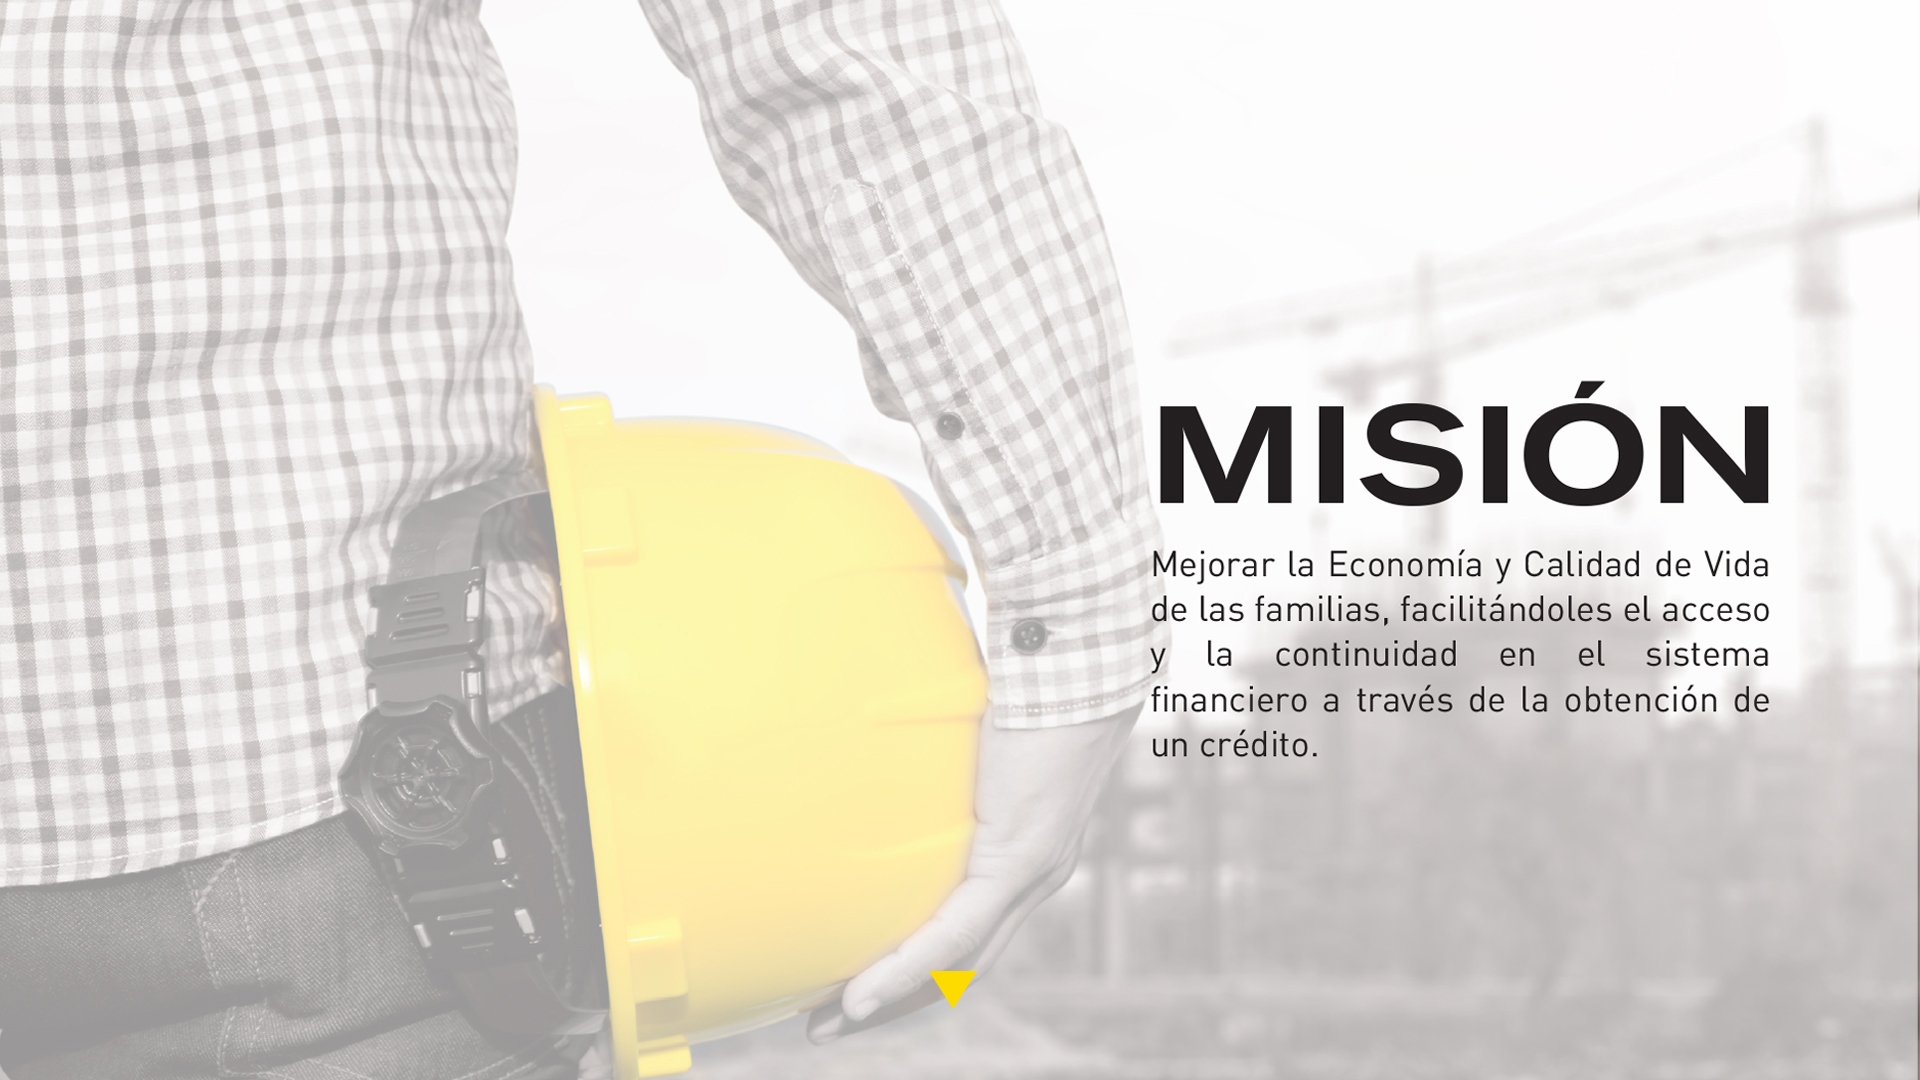 MISIÓN
Mejorar la Economía y Calidad de Vida
de las familias, facilitándoles el acceso
y la continuidad en el sistema
financiero a través de la obtención de
un crédito.